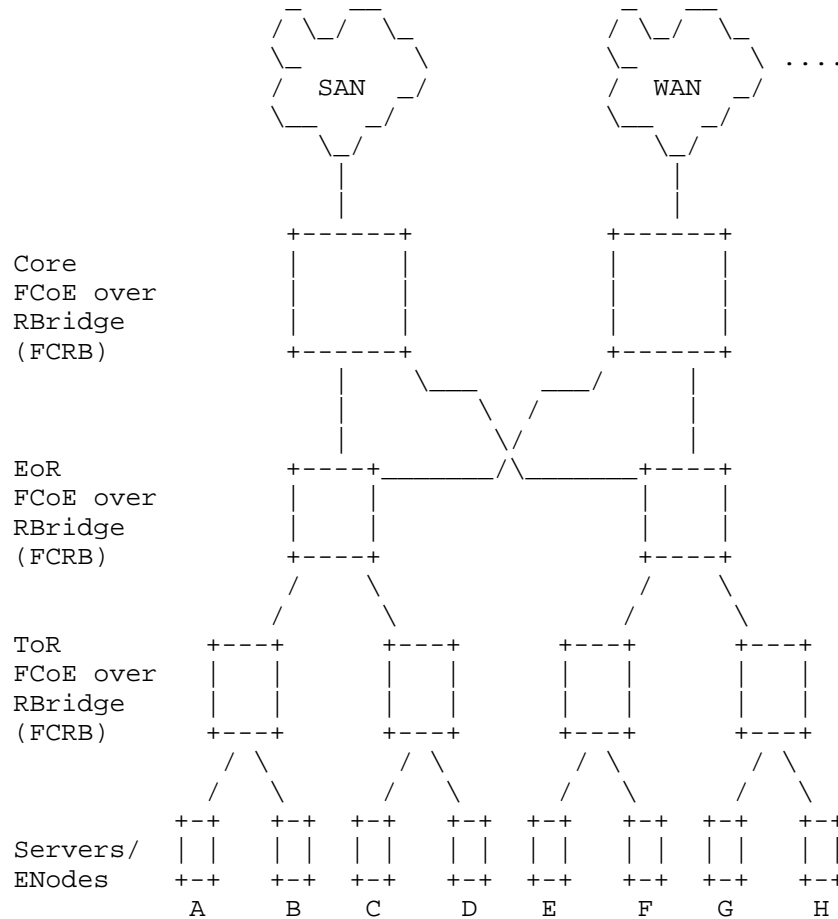 SAN WAN ....
Core
FCoE over
RBridge
(FCRB)
EoR
FCoE over
RBridge
(FCRB)
ToR
FCoE over
RBridge
(FCRB)
Servers/
ENodes
A B C D E F G H